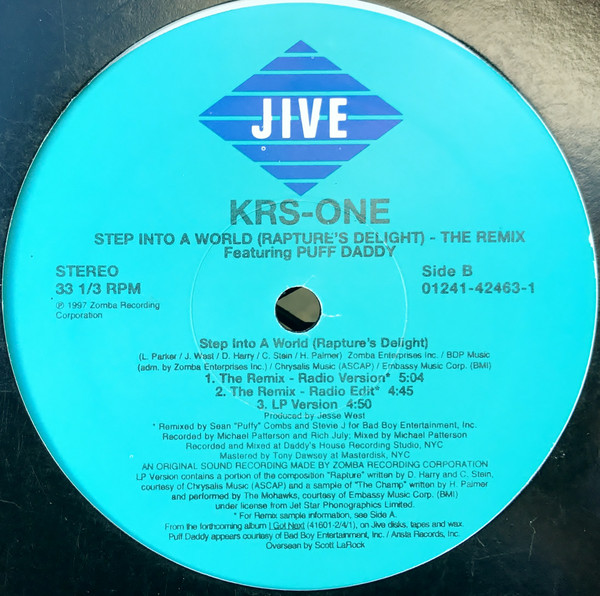 JIVE
KRS-ONE
STEP INTO A WORLD (RAPTURE'S DELIGHT) - THE REMIX
Featuring PUFF DADDY
STEREO
33 1/3 RPM
℗ 1997 Zomba Recording
Corporation
Side B
01241-42463-1
Step Into A World (Rapture's Delight)
(L. Parker / J. West / D. Harry / C. Stein / H. Palmer) Zomba Enterprises Inc. / BDP Music
(adm. by Zomba Enterprises Inc.) / Chrysalis Music (ASCAP) / Embassy Music Corp. (BMI)
1. The Remix - Radio Version* 5:04
2. The Remix - Radio Edit* 4:45
3. LP Version 4:50
Produced by Jesse West
* Remixed by Sean "Puffy" Combs and Stevie J for Bad Boy Entertainment, Inc.
Recorded by Michael Patterson and Rich July; Mixed by Michael Patterson
Recorded and Mixed at Daddy's House Recording Studio, NYC
Mastered by Tony Dawsey at Masterdisk, NYC
AN ORIGINAL SOUND RECORDING MADE BY ZOMBA RECORDING CORPORATION
LP Version contains a portion of the composition "Rapture" written by D. Harry and C. Stein,
courtesy of Chrysalis Music (ASCAP) and a sample of "The Champ" written by H. Palmer
and performed by The Mohawks, courtesy of Embassy Music Corp. (BMI)
under license from Jet Star Phonographics Limited.
* For Remix sample information, see Side A.
From the forthcoming album I Got Next (41601-2/4/1), on Jive disks, tapes and wax.
Puff Daddy appears courtesy of Bad Boy Entertainment, Inc. / Arista Records, Inc.
Overseen by Scott LaRock